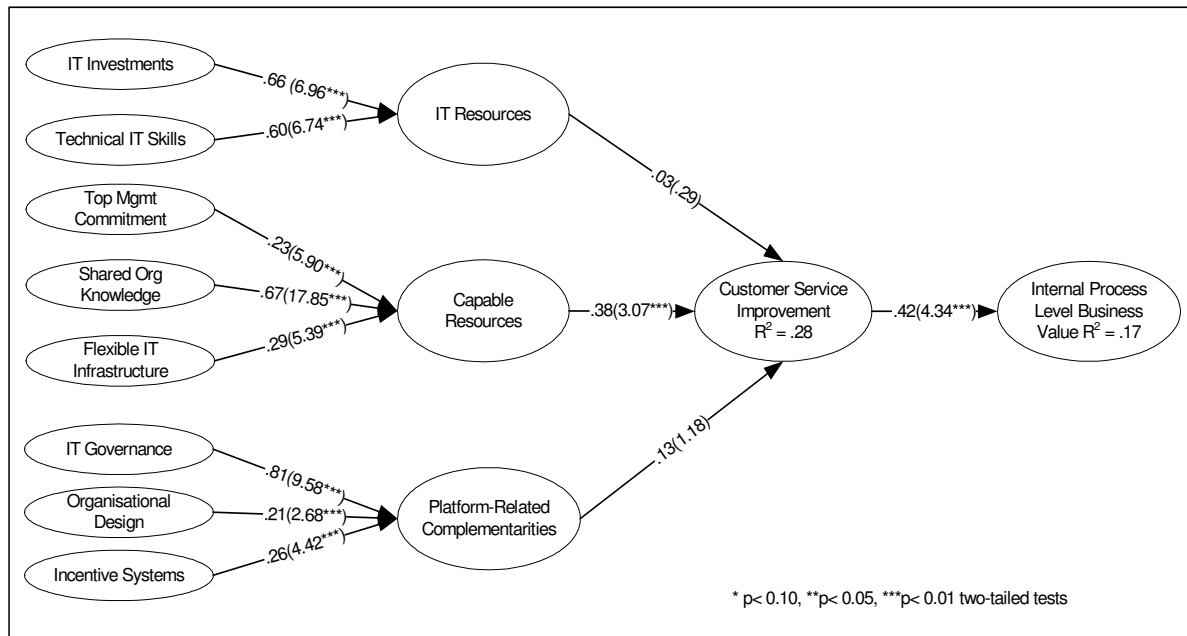 IT Investments
.66 (6.96***)
IT Resources
Technical IT Skills
.60(6.74***)
.03(.29)
Top Mgmt
Commitment
.23(5.90***)
Shared Org
Knowledge
.67(17.85***)
Capable
Resources
.38(3.07***)
Customer Service
Improvement
R² = .28
.42(4.34***)
Internal Process
Level Business
Value R² = .17
Flexible IT
Infrastructure
.29(5.39***)
IT Governance
.81(9.58***)
.13(1.18)
Organisational
Design
.21(2.68***)
Platform-Related
Complementarities
Incentive Systems
.26(4.42***)
* p< 0.10, **p< 0.05, ***p< 0.01 two-tailed tests